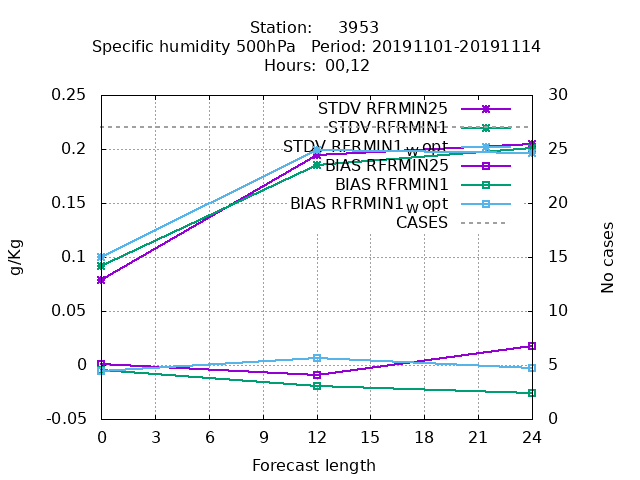 Station: 3953
Specific humidity 500hPa Period: 20191101-20191114
Hours: 00,12
0.25
0.2
0.15
0.1
0.05
0
-0.05
g/Kg
STDV RFRMIN25
STDV RFRMIN1
STDV RFRMIN1w opt
BIAS RFRMIN25
BIAS RFRMIN1
BIAS RFRMIN1w opt
CASES
30
25
20
15
10
5
0
No cases
0 3 6 9 12 15 18 21 24
Forecast length